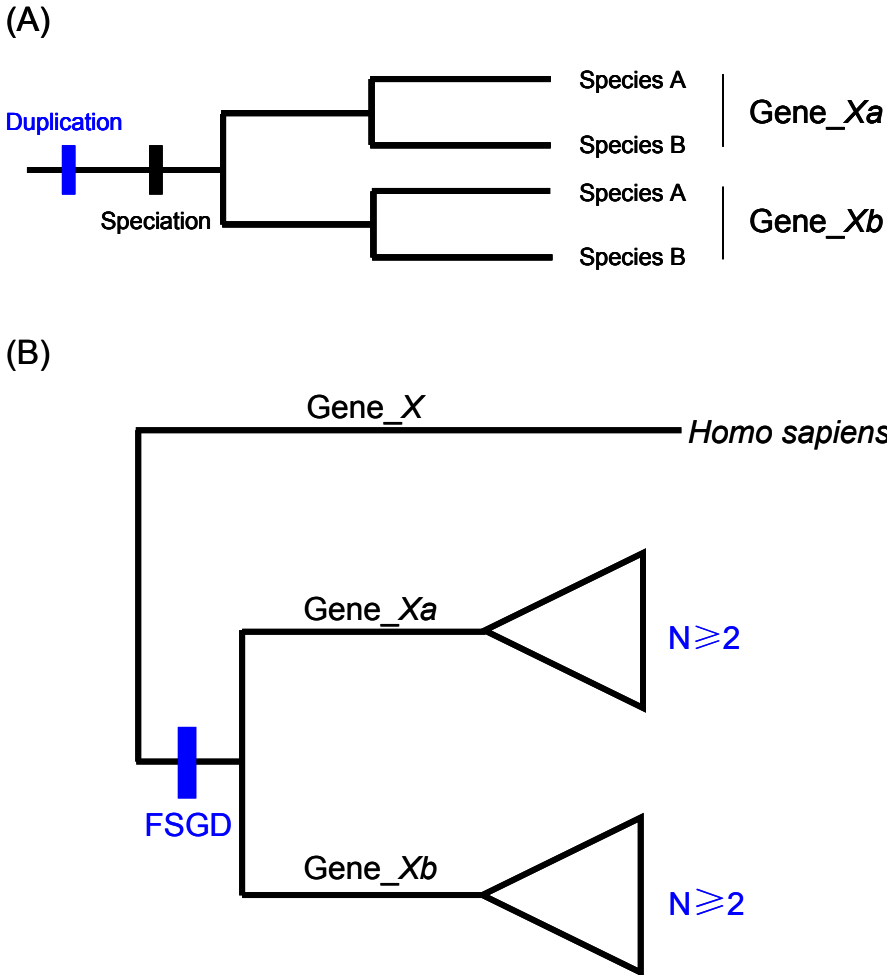 (A)
Species A
Duplication
Gene_Xa
Species B
Species A
Speciation
Gene_Xb
Species B
(B)
Gene_X
Homo sapiens
Gene_Xa
N⩾2
FSGD
Gene_Xb
N⩾2